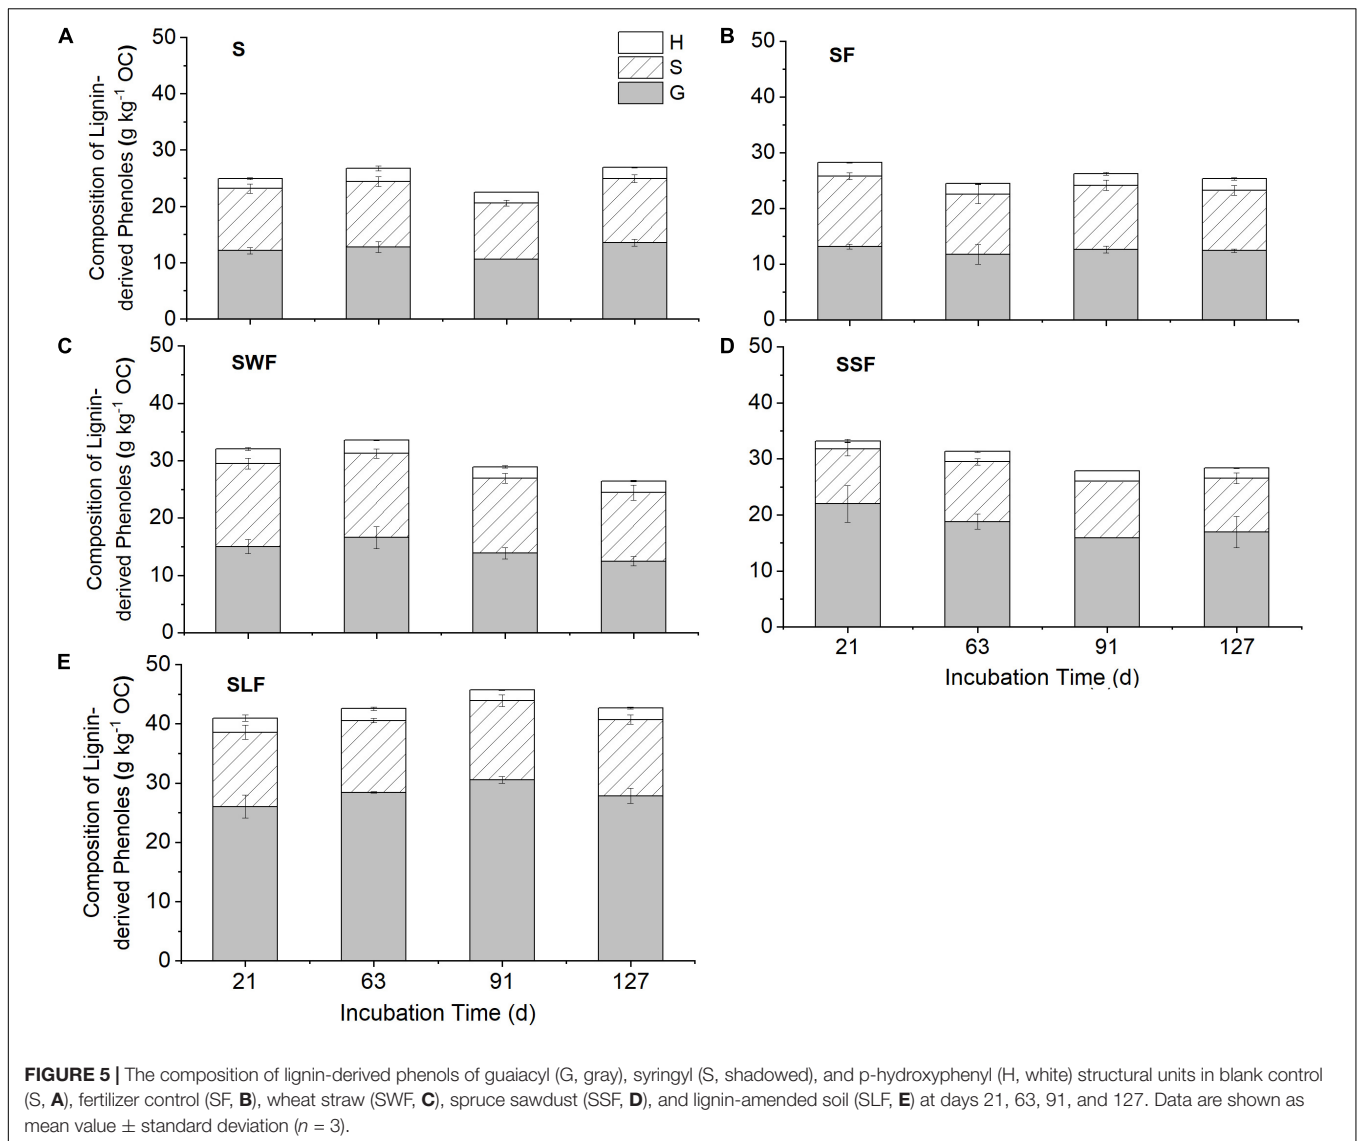 A
S
H
S
G
50
40
30
20
10
0
Composition of Lignin-
derived Phenoles (g kg-1 OC)
B
SF
50
40
30
20
10
0
C
SWF
50
40
30
20
10
0
Composition of Lignin-
derived Phenoles (g kg-1 OC)
D
SSF
50
40
30
20
10
0
21 63 91 127
Incubation Time (d)
E
SLF
50
40
30
20
10
0
Composition of Lignin-
derived Phenoles (g kg-1 OC)
21 63 91 127
Incubation Time (d)
FIGURE 5 | The composition of lignin-derived phenols of guaiacyl (G, gray), syringyl (S, shadowed), and p-hydroxyphenyl (H, white) structural units in blank control
(S, A), fertilizer control (SF, B), wheat straw (SWF, C), spruce sawdust (SSF, D), and lignin-amended soil (SLF, E) at days 21, 63, 91, and 127. Data are shown as
mean value ± standard deviation (n = 3).